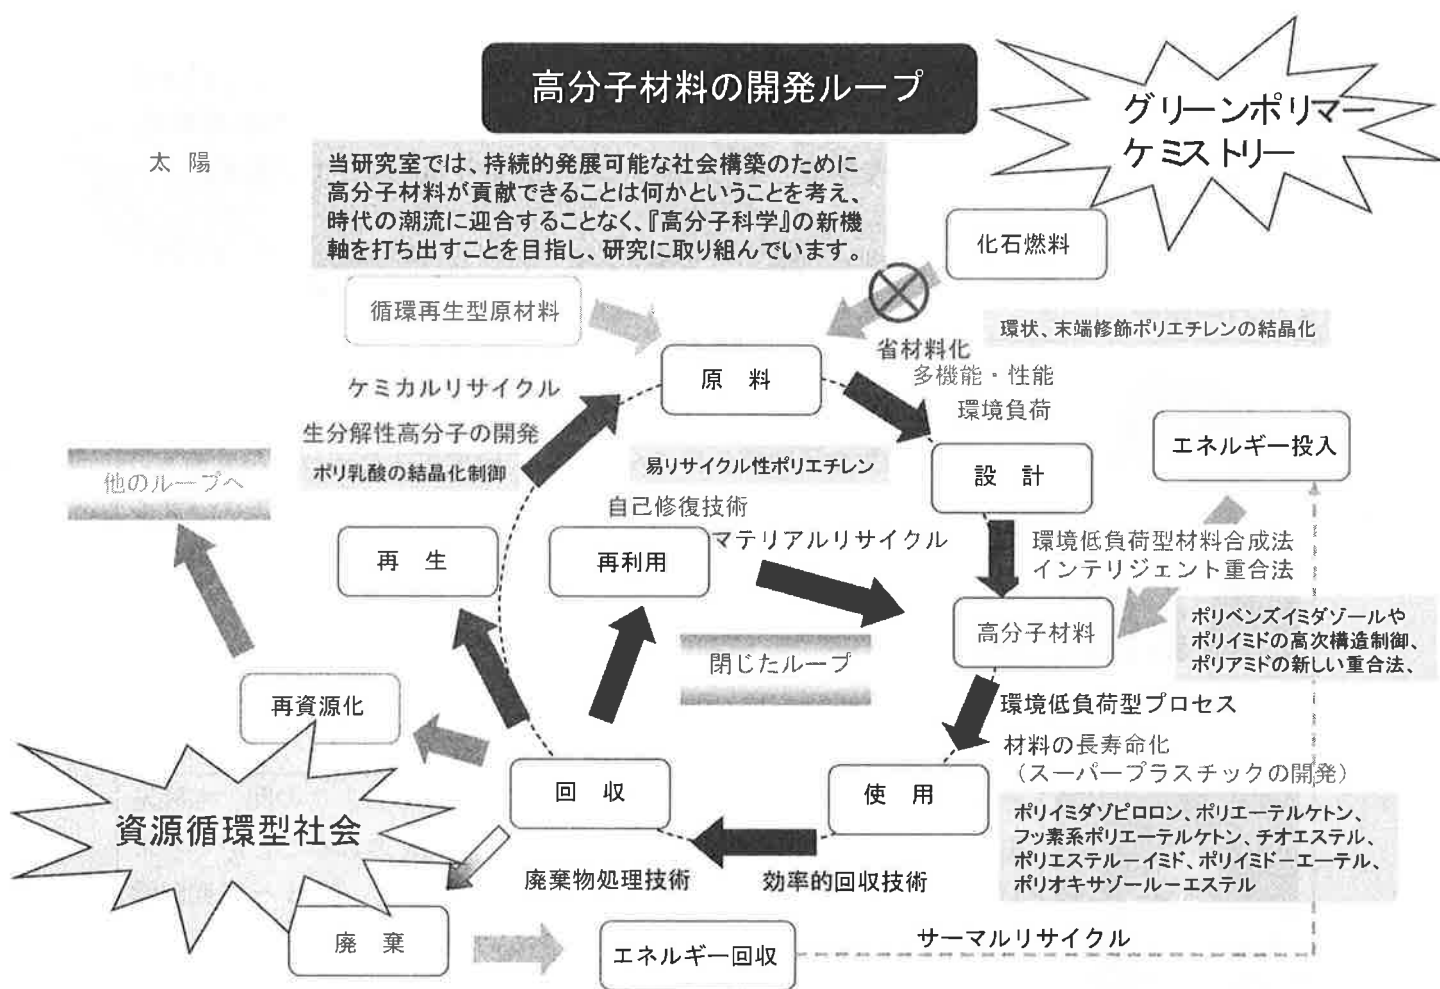 高分子材料の開発ループ
グリーンポリマー
ケミストリー
太 陽
当研究室では、持続的発展可能な社会構築のために
高分子材料が貢献できることは何かということを考え、
時代の潮流に迎合することなく、『高分子科学』の新機
軸を打ち出すことを目指し、研究に取り組んでいます。
化石燃料
循環再生型原材料
環状、末端修飾ポリエチレンの結晶化
省材料化
原 料
多機能・性能
ケミカルリサイクル
環境負荷
生分解性高分子の開発
エネルギー投入
ポリ乳酸の結晶化制御
易リサイクル性ポリエチレン
設 計
他のループへ
自己修復技術
マテリアルリサイクル
環境低負荷型材料合成法
インテリジェント重合法
再 生
再利用
高分子材料
ポリベンズイミダゾールや
ポリイミドの高次構造制御、
ポリアミドの新しい重合法、
閉じたループ
再資源化
環境低負荷型プロセス
材料の長寿命化
（スーパープラスチックの開発）
回 収
使 用
資源循環型社会
ポリイミダゾピロロン、ポリエーテルケトン、
フッ素系ポリエーテルケトン、チオエステル、
ポリエステルーイミド、ポリイミドーエーテル、
ポリオキサゾールーエステル
廃棄物処理技術
効率的回収技術
廃 棄
エネルギー回収
サーマルリサイクル